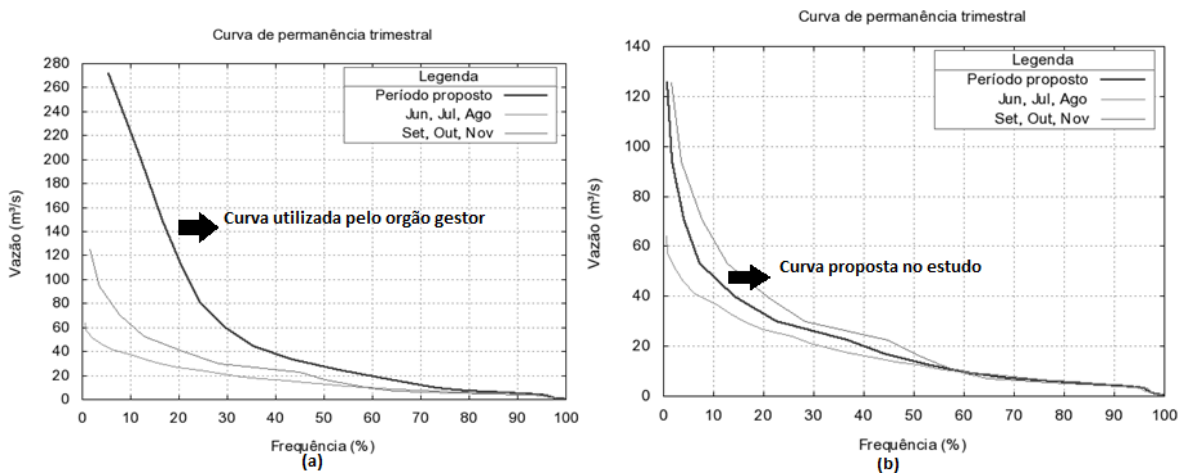 Curva de permanência trimestral
Vazão (m³/s)
280
260
240
220
200
180
160
140
120
100
80
60
40
20
0
Legenda
Período proposto
Jun, Jul, Ago
Set, Out, Nov
Curva utilizada pelo orgão gestor
0 10 20 30 40 50 60 70 80 90 100
Frequência (%)
(a)
Curva de permanência trimestral
Vazão (m³/s)
140
120
100
80
60
40
20
0
Legenda
Período proposto
Jun, Jul, Ago
Set, Out, Nov
Curva proposta no estudo
0 10 20 30 40 50 60 70 80 90 100
Frequência (%)
(b)